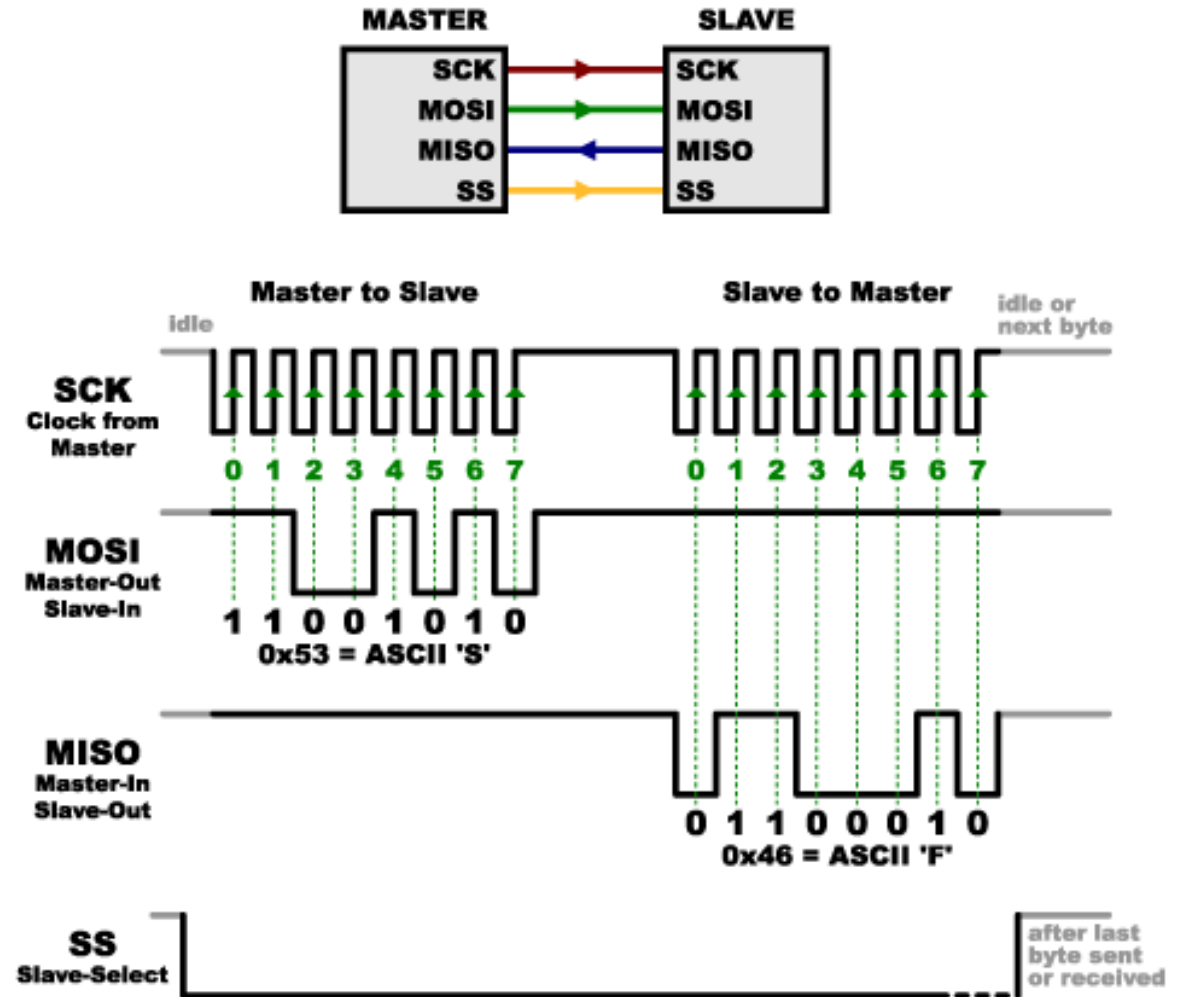 MASTER SLAVE
SCK SCK
MOSI MOSI
MISO MISO
SS SS
Master to Slave Slave to Master
idle
idle or
next byte
SCK
Clock from
Master
0 1 2 3 4 5 6 7 0 1 2 3 4 5 6 7
MOSI
Master-Out
Slave-In
1 1 0 0 1 0 1 0
0x53 = ASCII 'S'
MISO
Master-In
Slave-Out
0 1 1 0 0 0 1 0
0x46 = ASCII 'F'
SS
Slave-Select
after last
byte sent
or received